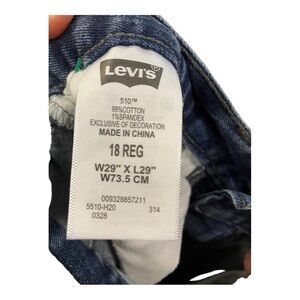 Levi's
510™
99%COTTON
1%SPANDEX
EXCLUSIVE OF DECORATION
MADE IN CHINA
18 REG
W29" X L29"
W73.5 CM
009328857211
5510-H20 314
0328